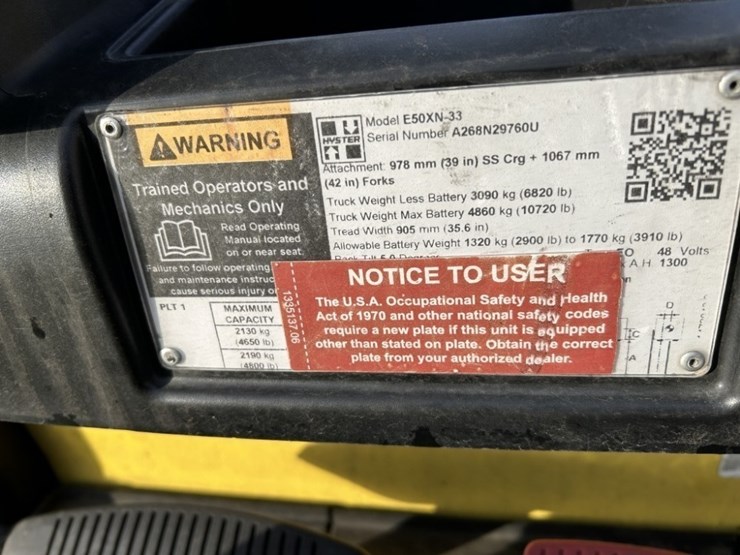 WARNING
Trained Operators and
Mechanics Only
Read Operating
Manual located
on or near seat.
Failure to follow operating
and maintenance instruc
cause serious injury or
HYSTER
Model E50XN-33
Serial Number A268N29760U
Attachment: 978 mm (39 in) SS Crg + 1067 mm
(42 in) Forks
Truck Weight Less Battery 3090 kg (6820 lb)
Truck Weight Max Battery 4860 kg (10720 lb)
Tread Width 905 mm (35.6 in)
Allowable Battery Weight 1320 kg (2900 lb) to 1770 kg (3910 lb)
EO 48 Volts
A.H. 1300
PLT 1
MAXIMUM
CAPACITY
2130 kg
(4650 lb)
2190 kg
(4800 lb)
1395137 06
NOTICE TO USER
The U.S.A. Occupational Safety and Health
Act of 1970 and other national safety codes
require a new plate if this unit is equipped
other than stated on plate. Obtain the correct
plate from your authorized dealer.
D
C
A